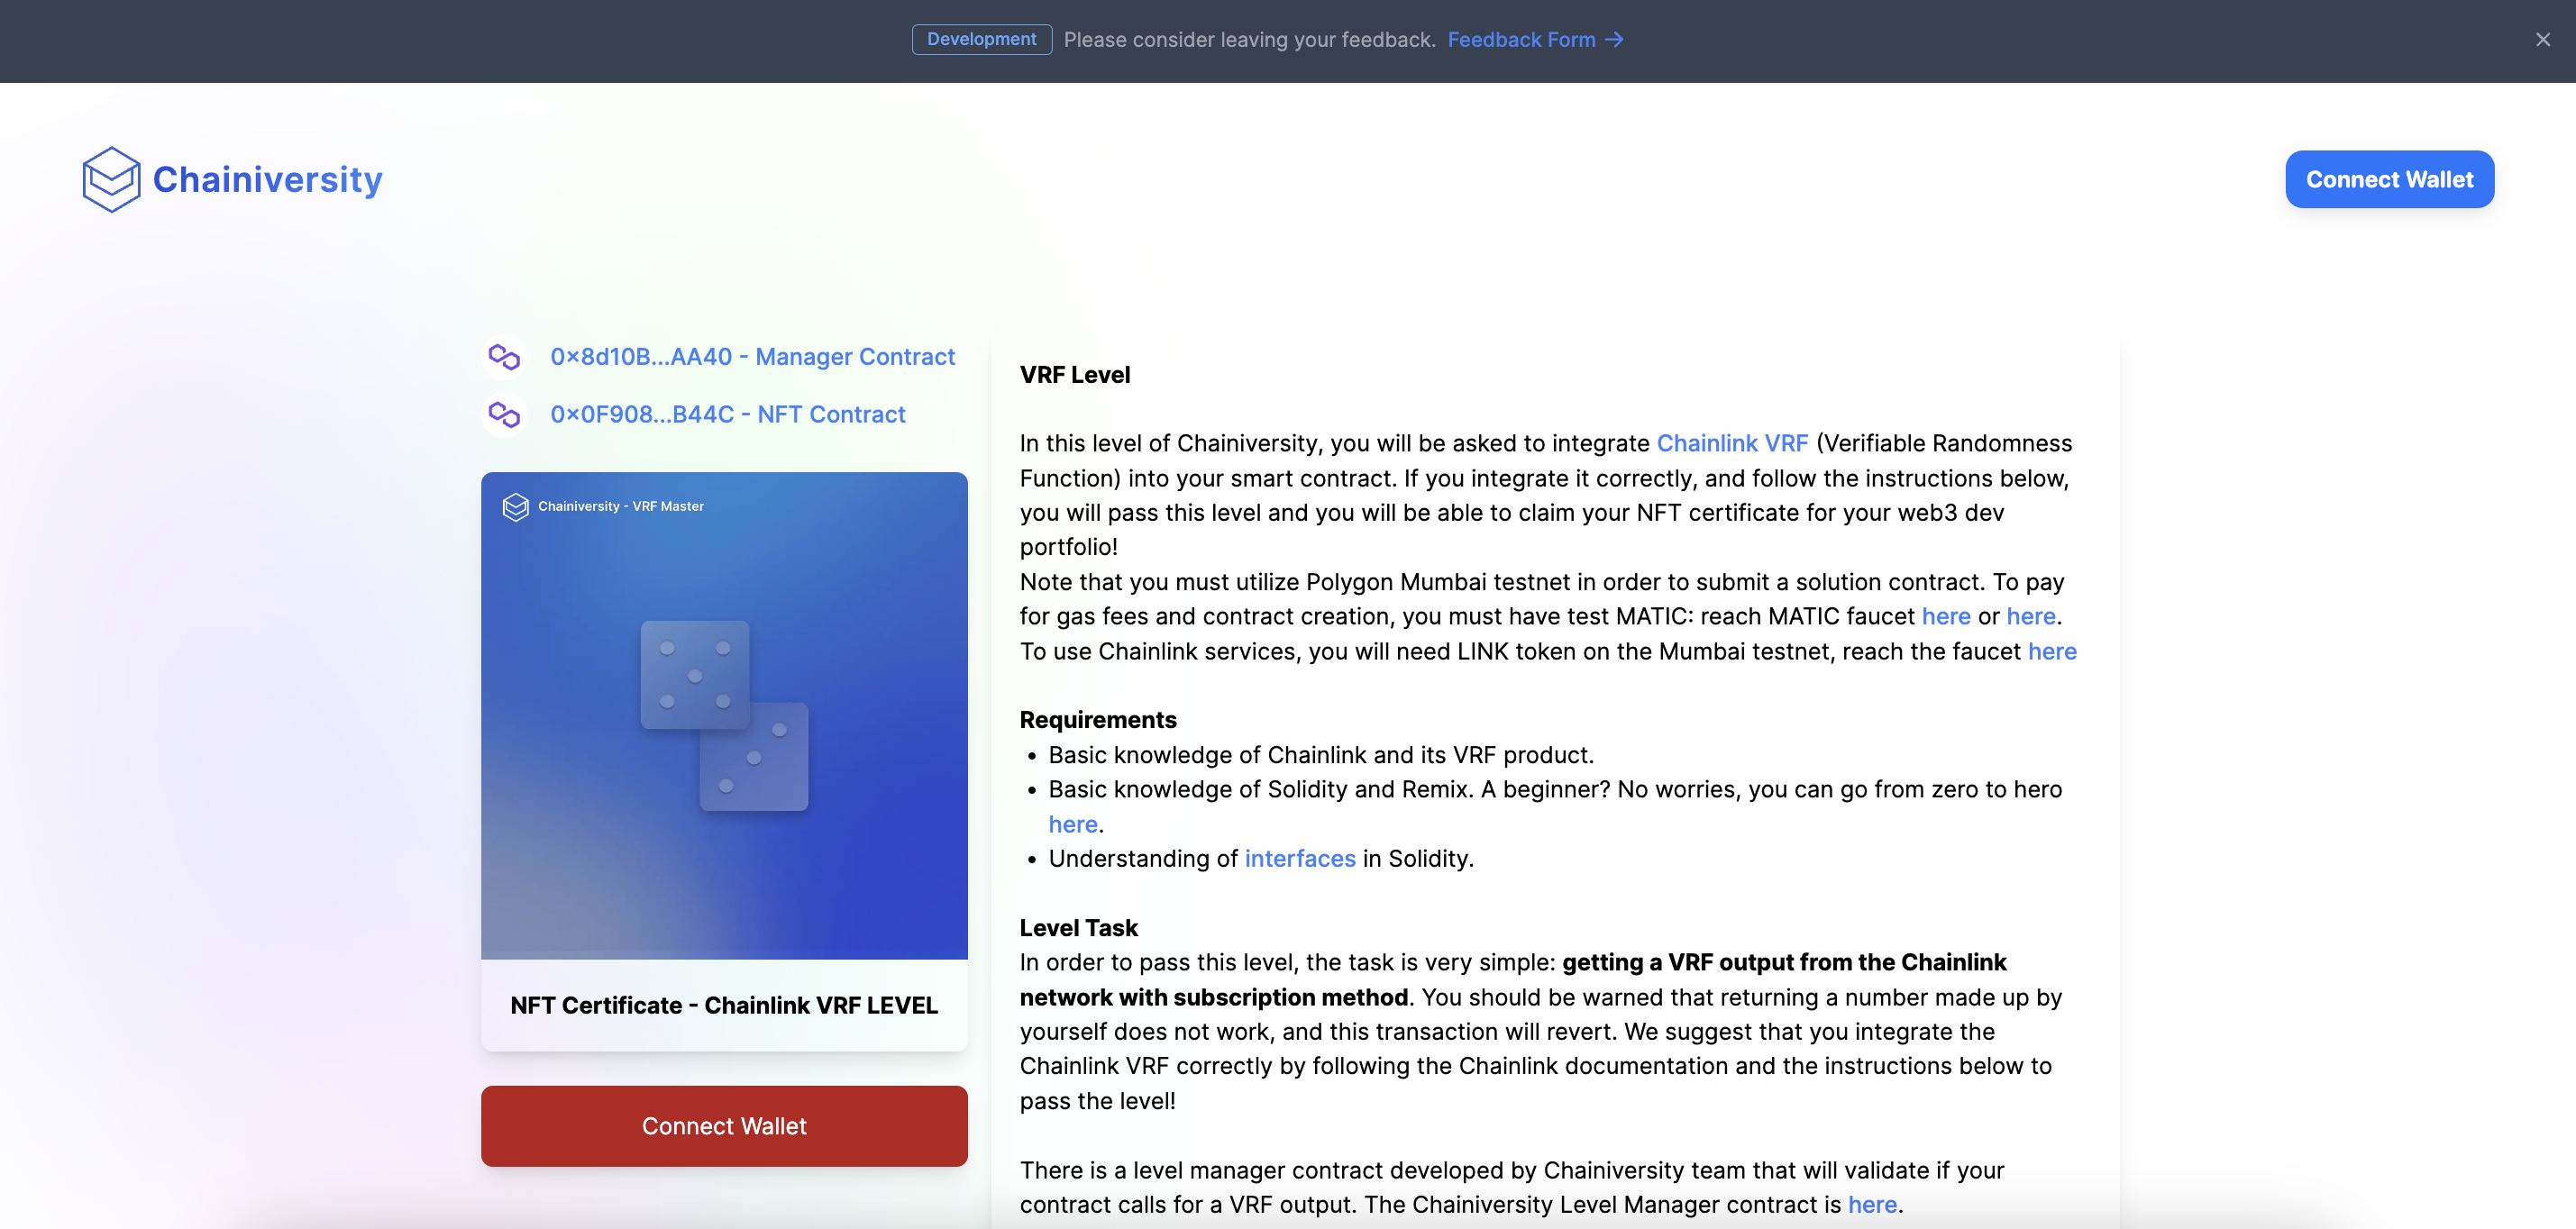 Development Please consider leaving your feedback. Feedback Form →
Chainiversity
Connect Wallet
0x8d10B...AA40 - Manager Contract
0x0F908...B44C - NFT Contract
Chainiversity - VRF Master
NFT Certificate - Chainlink VRF LEVEL
Connect Wallet
VRF Level
In this level of Chainiversity, you will be asked to integrate Chainlink VRF (Verifiable Randomness
Function) into your smart contract. If you integrate it correctly, and follow the instructions below,
you will pass this level and you will be able to claim your NFT certificate for your web3 dev
portfolio!
Note that you must utilize Polygon Mumbai testnet in order to submit a solution contract. To pay
for gas fees and contract creation, you must have test MATIC: reach MATIC faucet here or here.
To use Chainlink services, you will need LINK token on the Mumbai testnet, reach the faucet here
Requirements
• Basic knowledge of Chainlink and its VRF product.
• Basic knowledge of Solidity and Remix. A beginner? No worries, you can go from zero to hero
here.
• Understanding of interfaces in Solidity.
Level Task
In order to pass this level, the task is very simple: getting a VRF output from the Chainlink
network with subscription method. You should be warned that returning a number made up by
yourself does not work, and this transaction will revert. We suggest that you integrate the
Chainlink VRF correctly by following the Chainlink documentation and the instructions below to
pass the level!
There is a level manager contract developed by Chainiversity team that will validate if your
contract calls for a VRF output. The Chainiversity Level Manager contract is here.